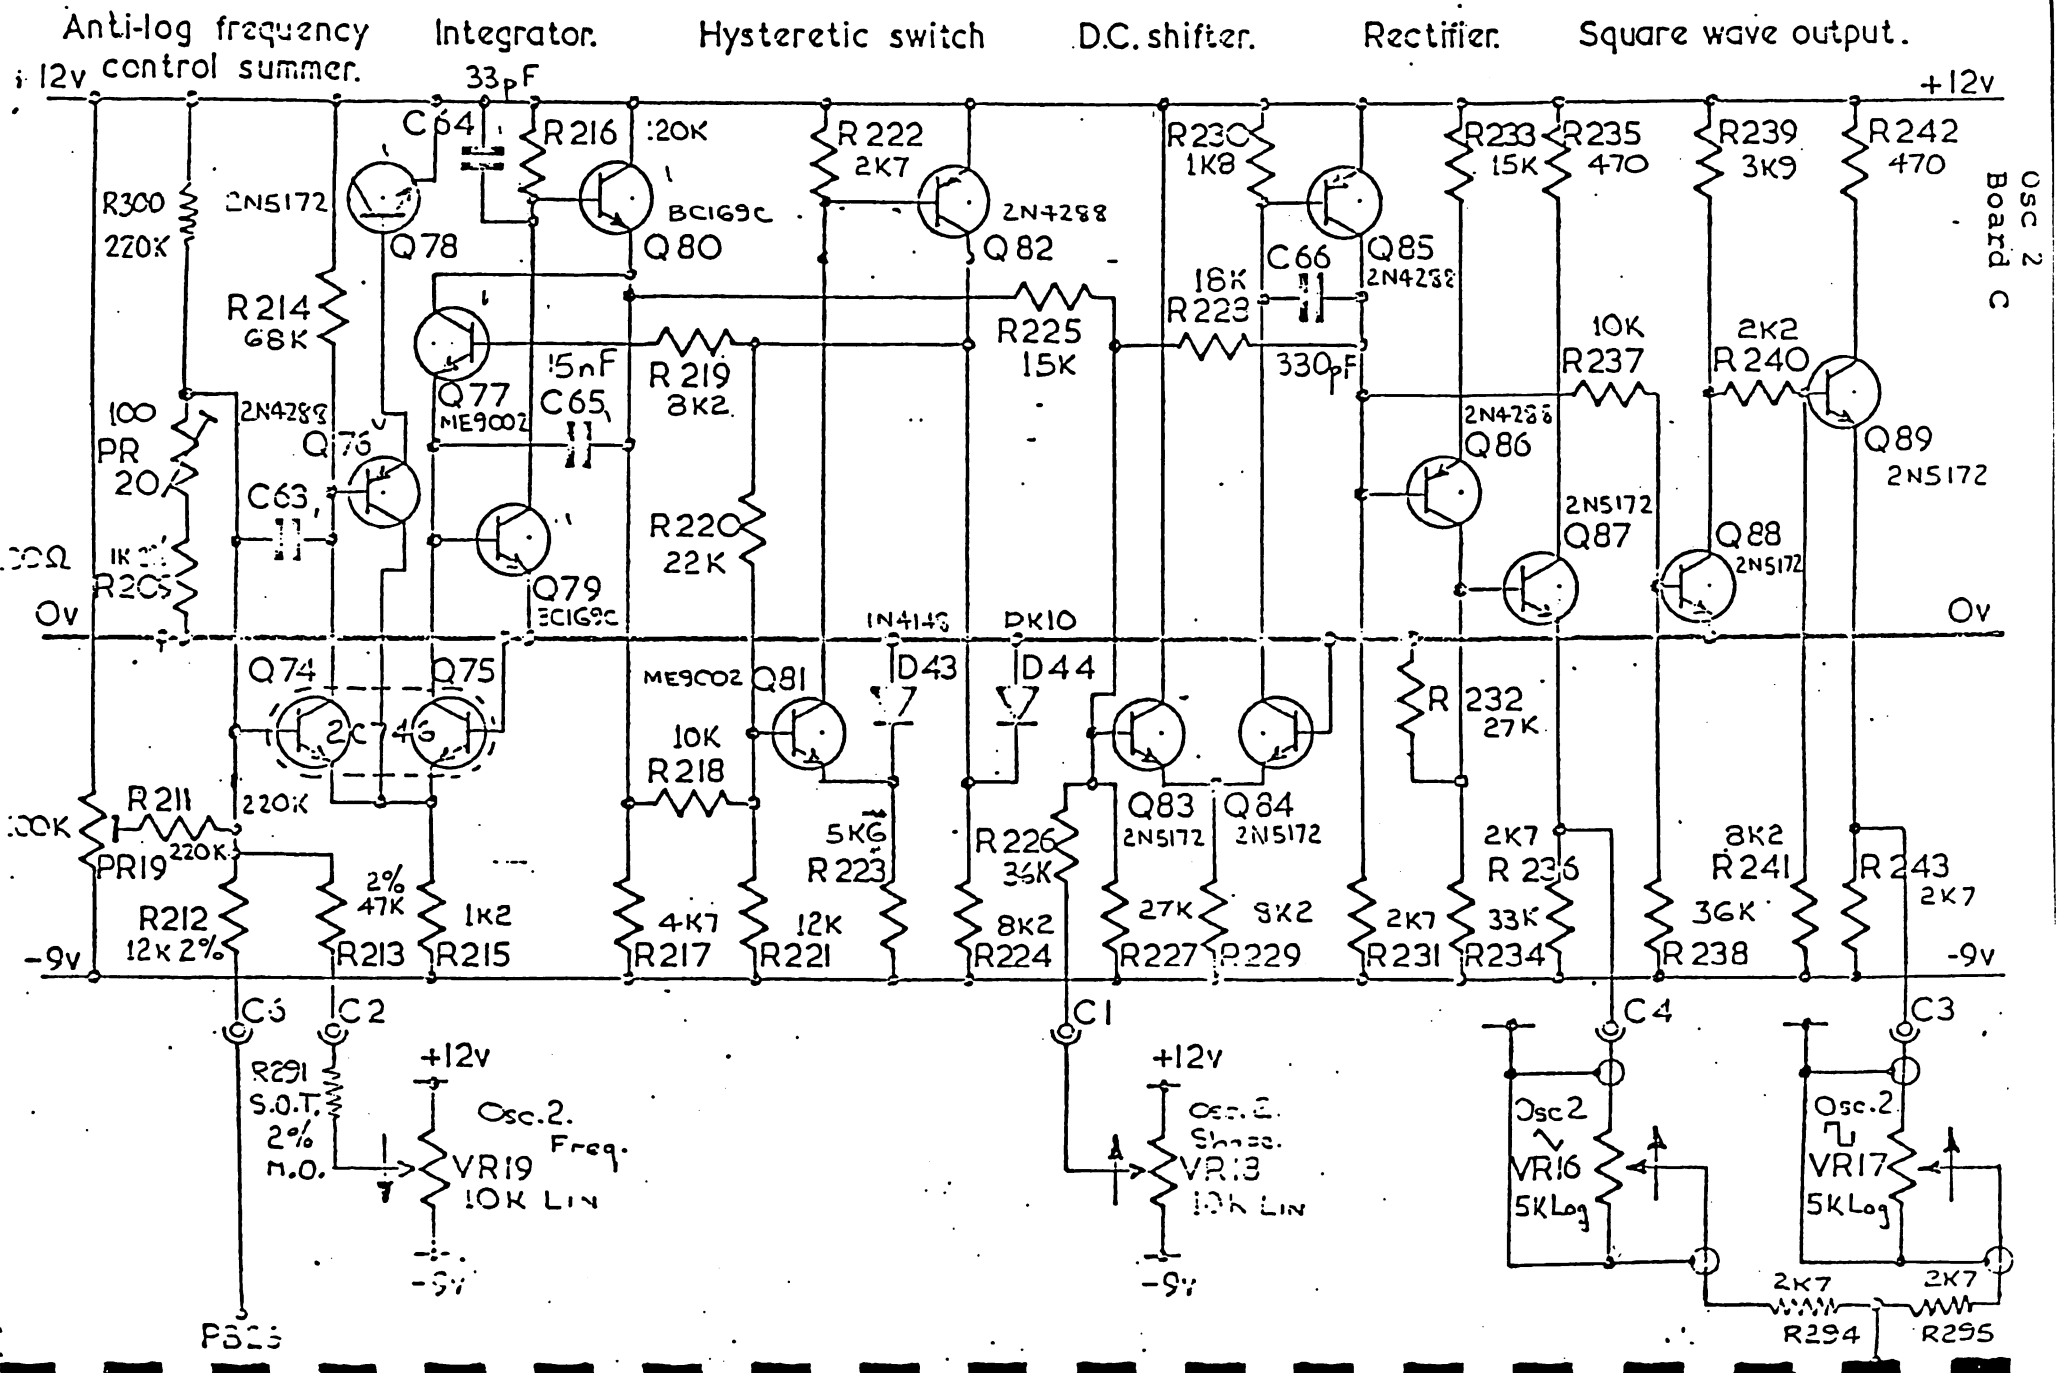 Anti-log frequency
control summer.
Integrator.
Hysteretic switch
D.C. shifter.
Rectifier.
Square wave output.
+12v
33pF
C64
R216
20K
R222
2K7
R230
1K8
R233
15K
R235
470
R239
3K9
R242
470
+12v
Osc 2
Board C
R300
220K
2N5172
Q78
BC169C
Q80
2N4288
Q82
Q85
2N4288
C66
330pF
18K
R223
R214
68K
R225
15K
10K
R237
2K2
R240
100
PR
20
2N4288
Q76
Q77
ME9002
15nF
C65
R219
8K2
2N4288
Q86
Q89
2N5172
C63
R220
22K
2N5172
Q87
Q88
2N5172
Q79
BC169C
0v
0v
1N4148
D43
D44
Q74
Q75
ME9002
Q81
R232
27K
10K
R218
R211
220K
220K
PR19
5K6
R223
R226
36K
Q83
2N5172
Q84
2N5172
2K7
R236
8K2
R241
R243
2K7
R212
12K 2%
2%
47K
R213
1K2
R215
4K7
R217
12K
R221
8K2
R224
27K
R227
8K2
R229
2K7
R231
33K
R234
36K
R238
-9v
-9v
C2
C1
C4
C3
R291
S.O.T.
2%
M.O.
+12v
Osc.2.
Freq.
VR19
10K LIN
-9v
+12v
Osc.2.
Shape.
VR13
10K LIN
-9v
Osc2
VR16
5K Log
Osc.2
VR17
5K Log
2K7
R294
2K7
R295